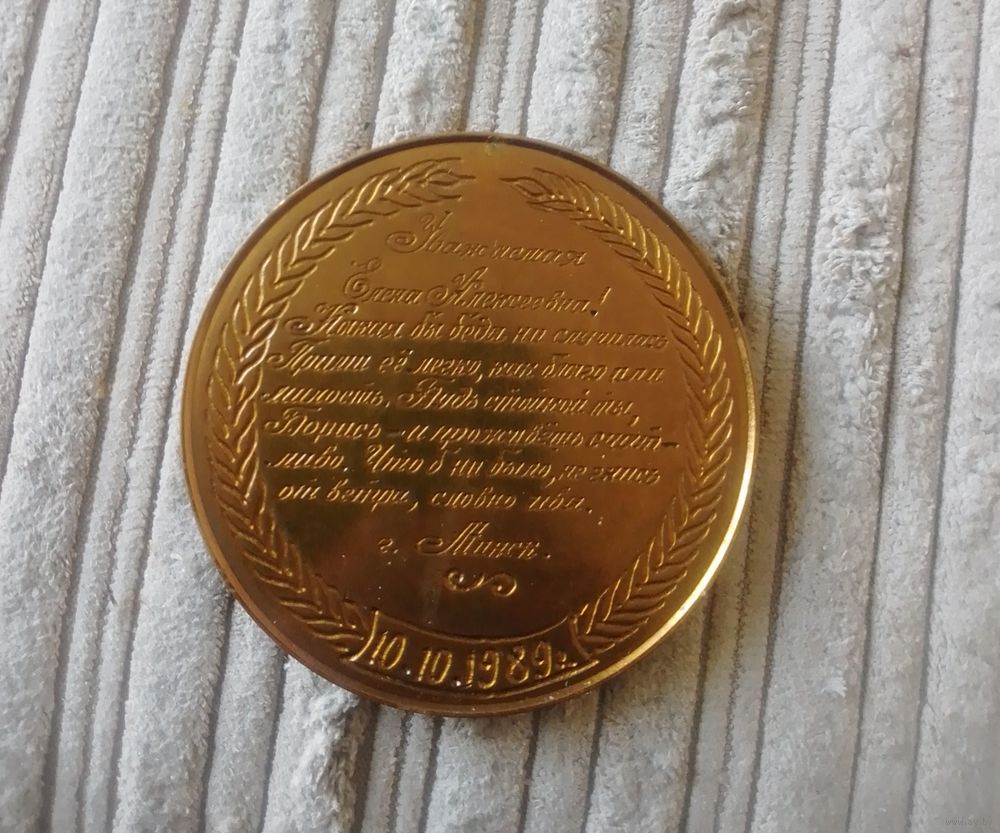 Уважаемая
Елена Алексеевна!
Какая бы беда ни случилась
Прими её легко, как благо или
милость. Будь стойкой ты,
Борись – и проживёшь счаст–
ливо. Что б ни было, не гнись
от ветра, словно ива.
г. Минск.
10.10.1989г.